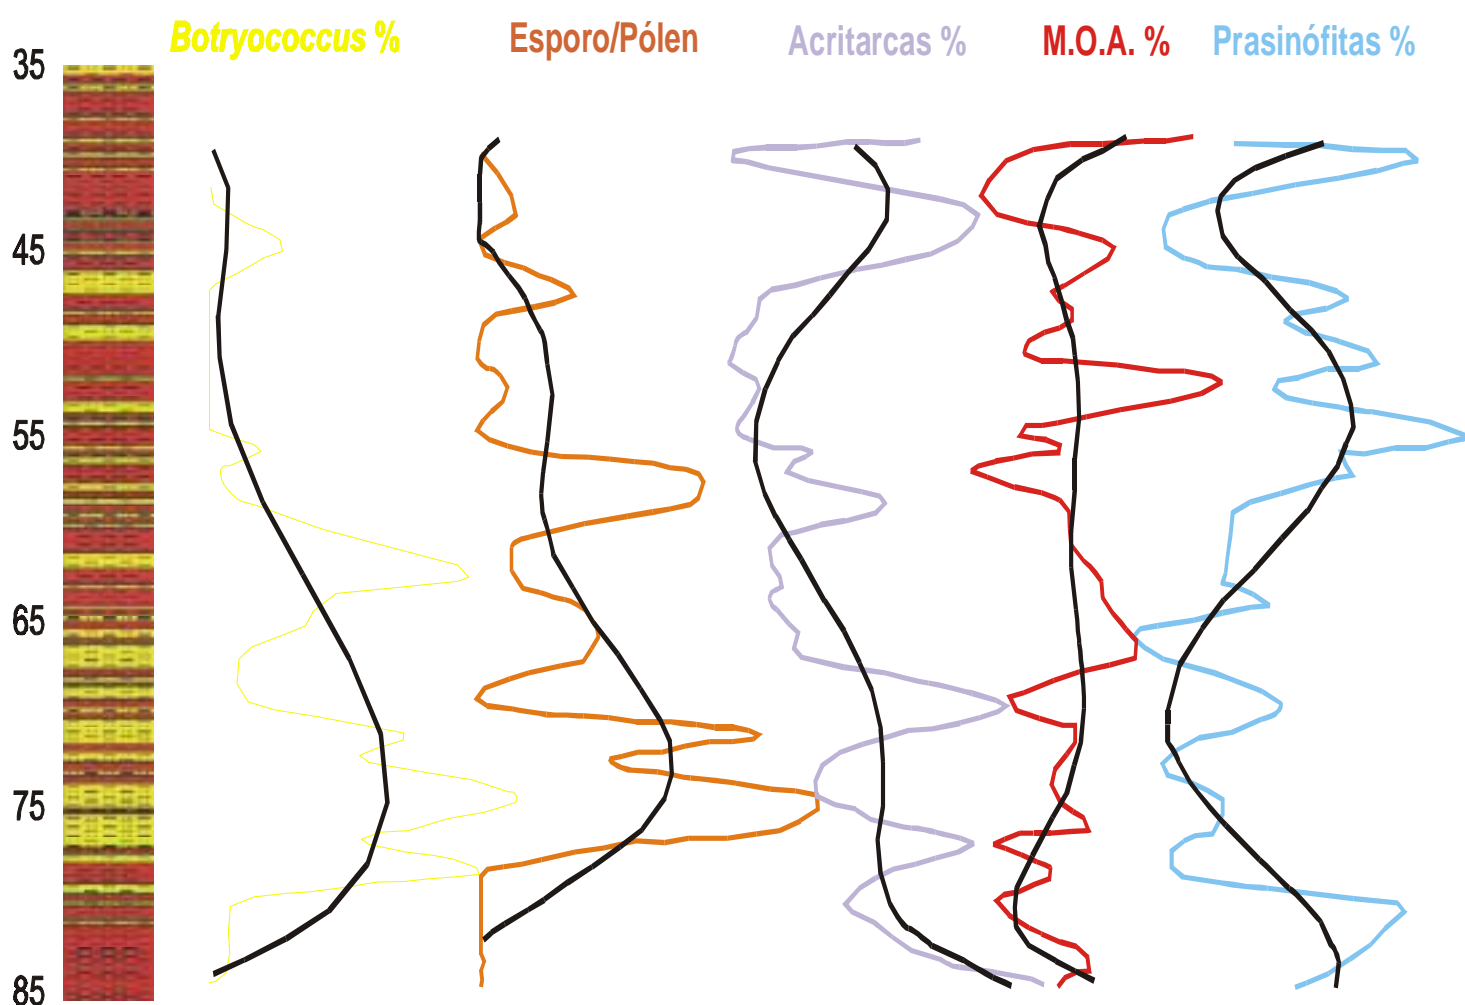 Botryococcus %
Esporo/Pólen
Acritarcas %
M.O.A. %
Prasinófitas %
35
45
55
65
75
85